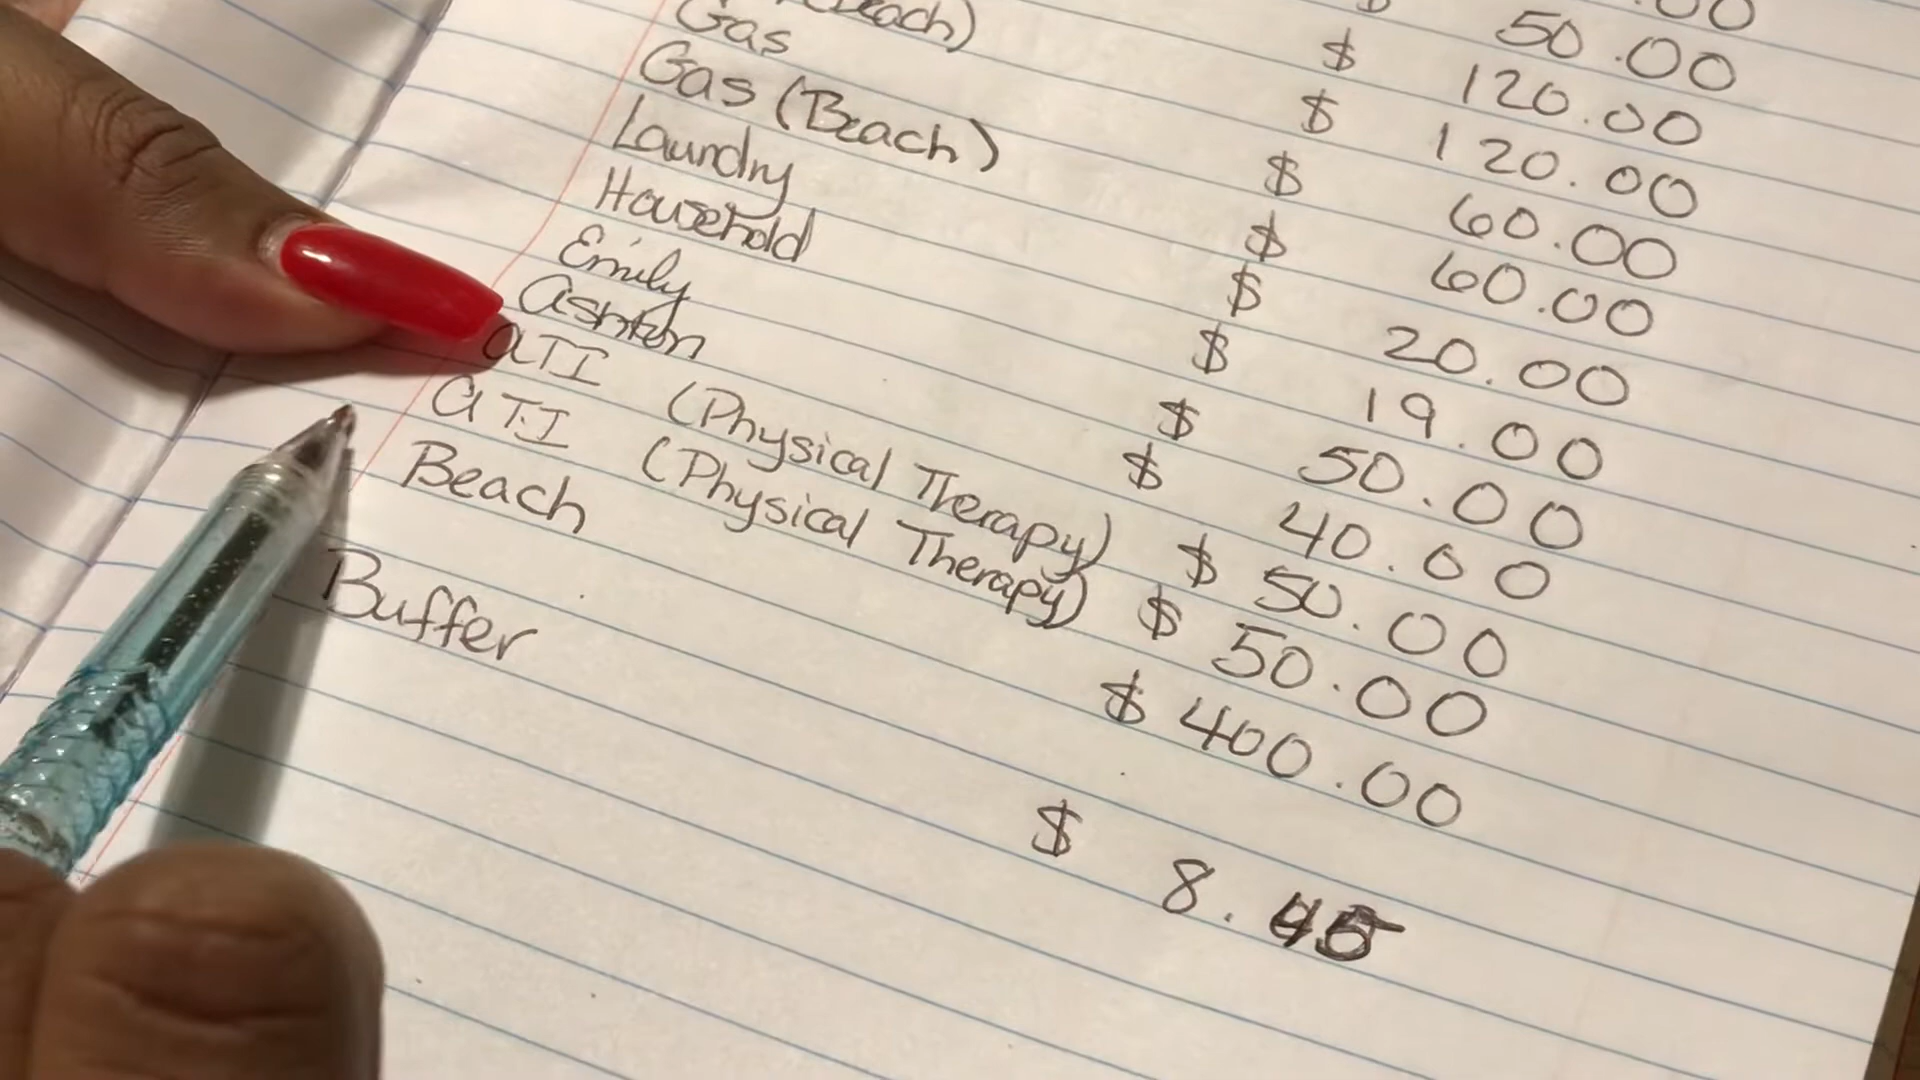 $ 50.00
$ 120.00
Beach) $ 120.00
Gas $ 60.00
Gas (Beach) $ 60.00
Laundry $ 20.00
Household $ 19.00
Emily $ 50.00
Ashton $ 40.00
ATI (Physical Therapy) $ 50.00
ATI (Physical Therapy) $ 50.00
Beach $ 400.00
Buffer $ 8.45